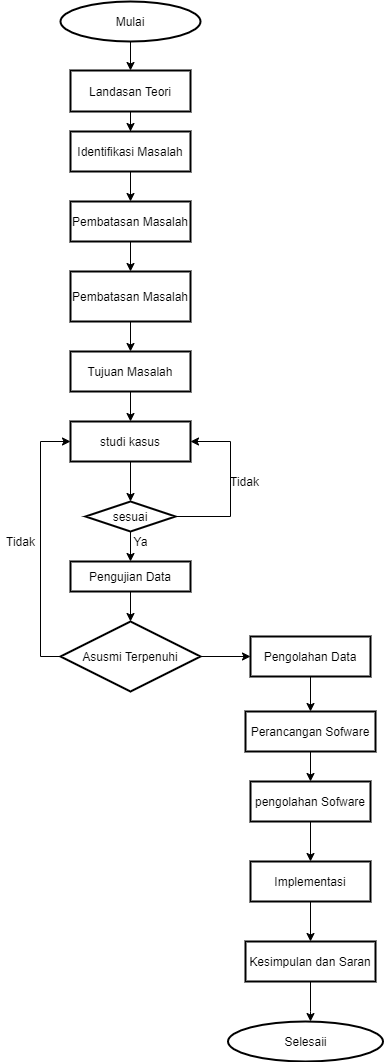 Mulai
Landasan Teori
Identifikasi Masalah
Pembatasan Masalah
Pembatasan Masalah
Tujuan Masalah
studi kasus
Tidak
sesuai
Ya
Tidak
Pengujian Data
Asusmi Terpenuhi
Pengolahan Data
Perancangan Sofware
pengolahan Sofware
Implementasi
Kesimpulan dan Saran
Selesaii